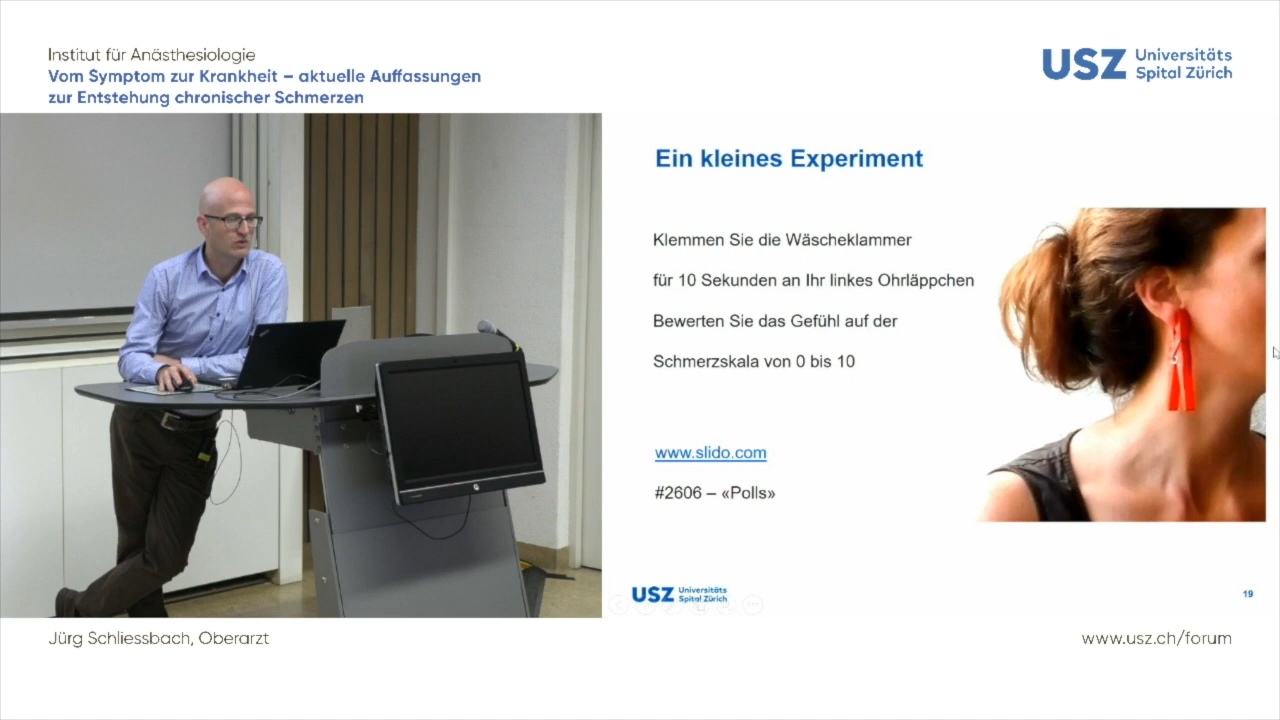 Institut für Anästhesiologie
Vom Symptom zur Krankheit – aktuelle Auffassungen
zur Entstehung chronischer Schmerzen
USZ Universitäts
Spital Zürich
Ein kleines Experiment
Klemmen Sie die Wäscheklammer
für 10 Sekunden an Ihr linkes Ohrläppchen
Bewerten Sie das Gefühl auf der
Schmerzskala von 0 bis 10
www.slido.com
#2606 – «Polls»
USZ Universitäts
Spital Zürich
19
Jürg Schliessbach, Oberarzt
www.usz.ch/forum